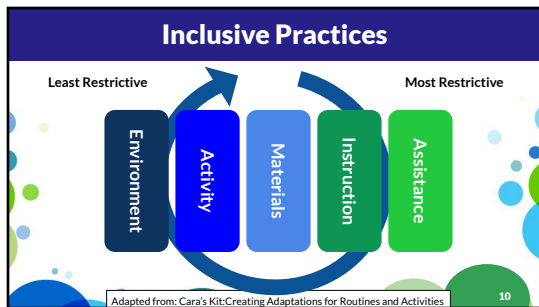 Inclusive Practices
Least Restrictive
Most Restrictive
Environment
Activity
Materials
Instruction
Assistance
Adapted from: Cara's Kit:Creating Adaptations for Routines and Activities
10